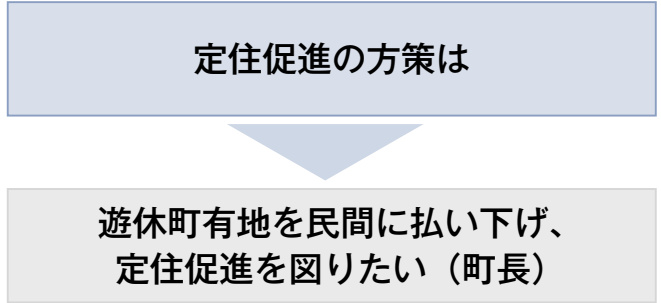 定住促進の方策は
遊休町有地を民間に払い下げ、
定住促進を図りたい（町長）